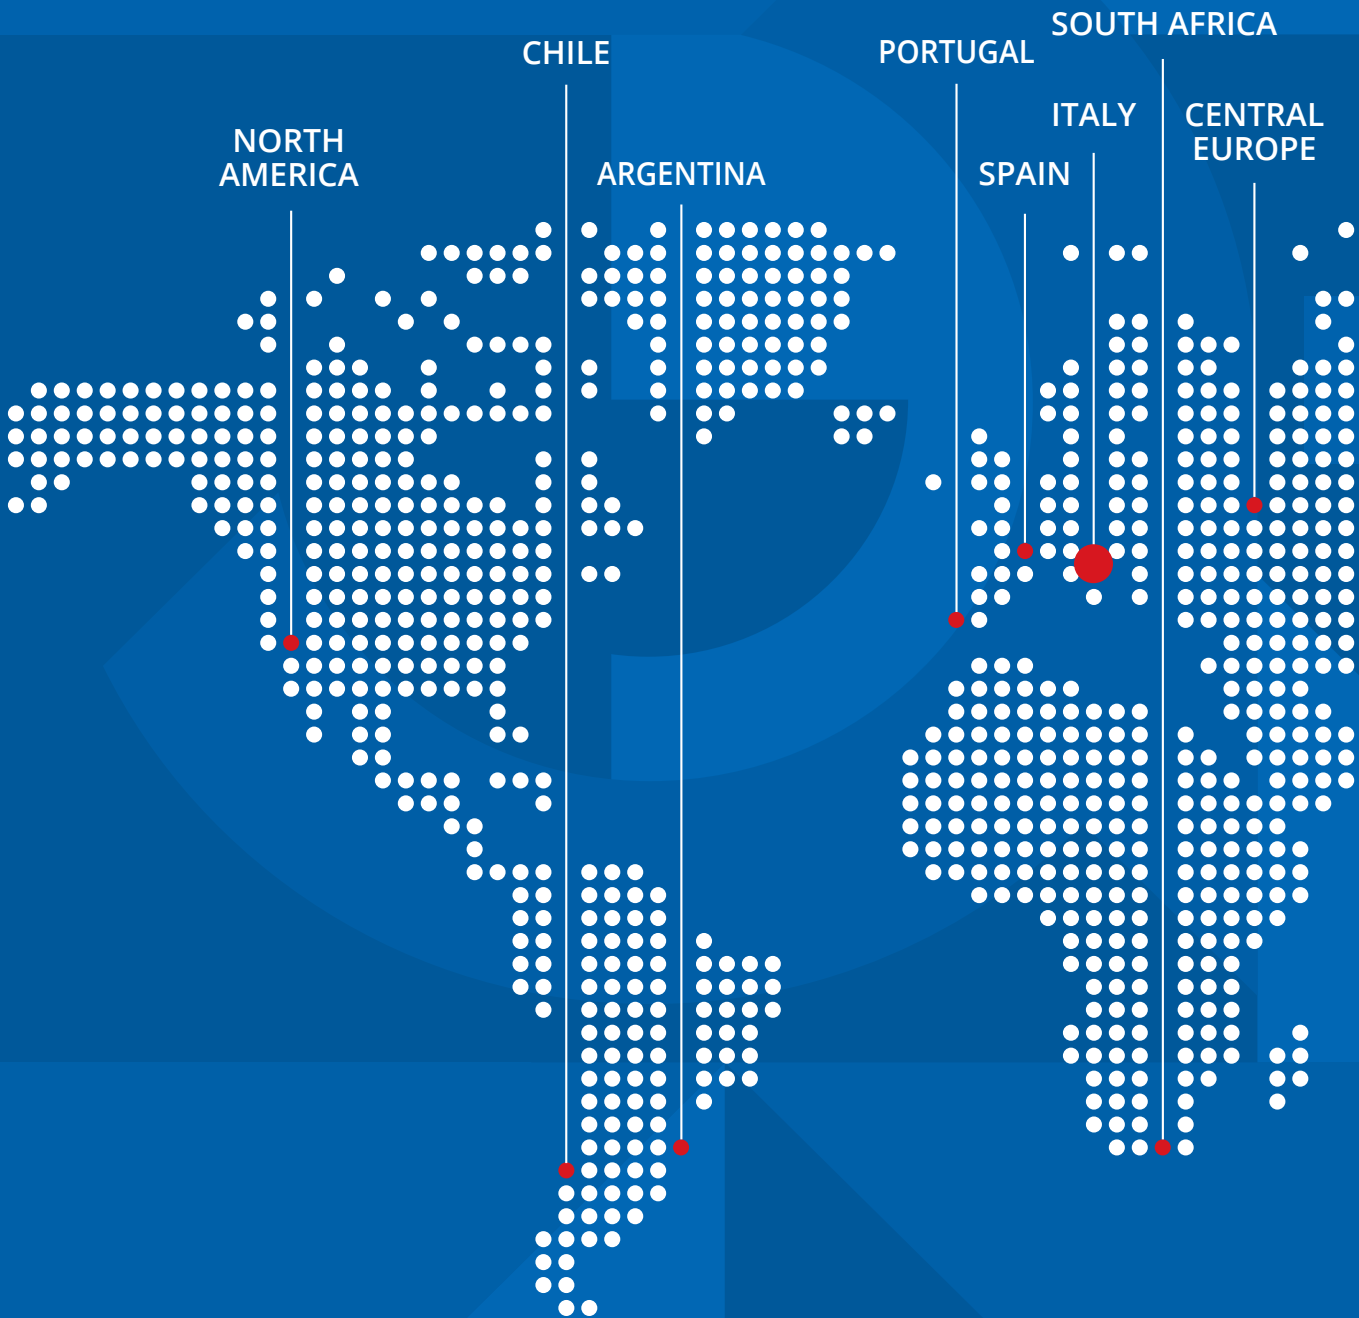 SOUTH AFRICA
CHILE
PORTUGAL
ITALY
CENTRAL
EUROPE
NORTH
AMERICA
ARGENTINA
SPAIN